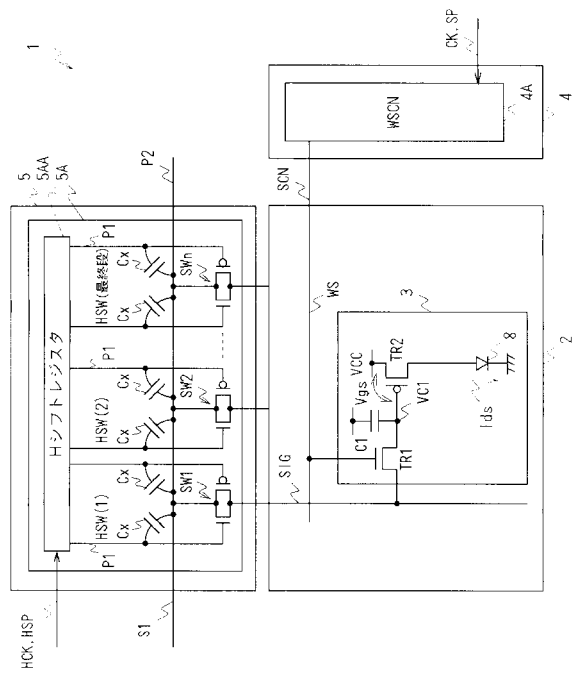 1
HCK.HSP
S1
5
5AA
5A
Hシフトレジスタ
P1
HSW(1)
Cx
Cx
SW1
P1
HSW(2)
Cx
Cx
SW2
HSW(最終段)
P1
Cx
Cx
SWn
P2
SIG
WS
SCN
WSCN
CK.SP
4A
4
3
C1
Vgs
VCC
TR1
TR2
VC1
Ids
8
2